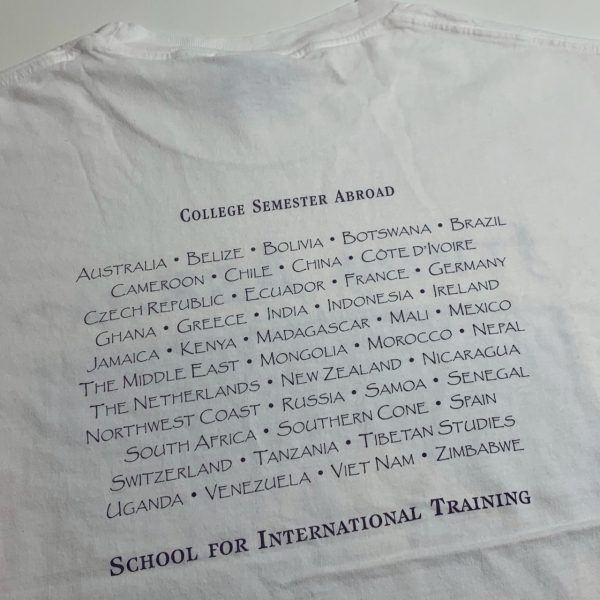 College Semester Abroad
Australia • Belize • Bolivia • Botswana • Brazil
Cameroon • Chile • China • Côte d'Ivoire
Czech Republic • Ecuador • France • Germany
Ghana • Greece • India • Indonesia • Ireland
Jamaica • Kenya • Madagascar • Mali • Mexico
The Middle East • Mongolia • Morocco • Nepal
The Netherlands • New Zealand • Nicaragua
Northwest Coast • Russia • Samoa • Senegal
South Africa • Southern Cone • Spain
Switzerland • Tanzania • Tibetan Studies
Uganda • Venezuela • Viet Nam • Zimbabwe
School for International Training